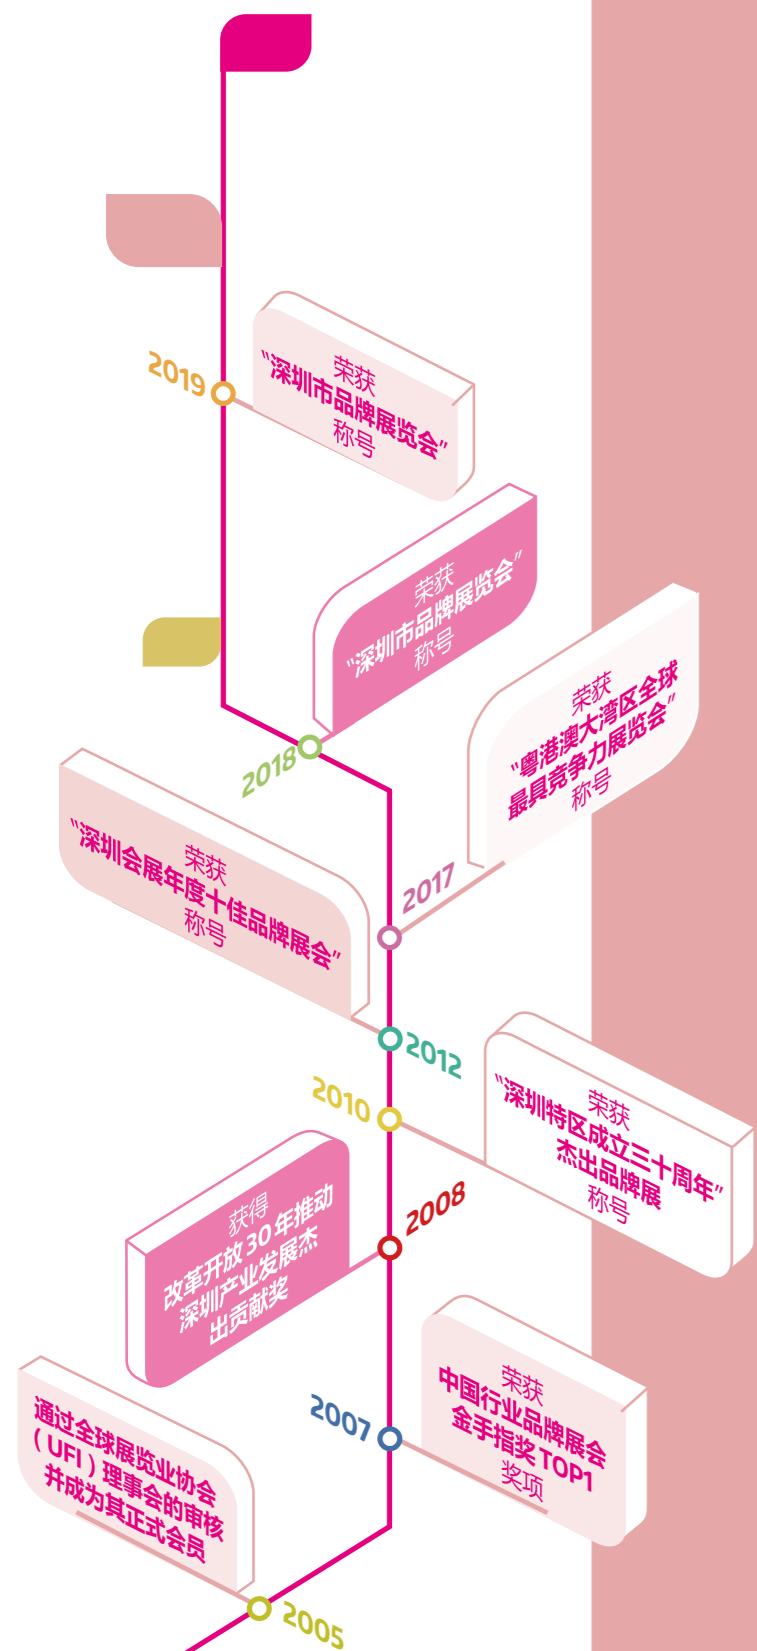 2019
荣获
“深圳市品牌展览会”
称号
荣获
“深圳市品牌展览会”
称号
2018
荣获
“粤港澳大湾区全球
最具竞争力展览会”
称号
2017
荣获
“深圳会展年度十佳品牌展会”
称号
2012
2010
荣获
“深圳特区成立三十周年”
杰出品牌展
称号
2008
获得
改革开放 30 年推动
深圳产业发展杰
出贡献奖
2007
荣获
中国行业品牌展会
金手指奖 TOP1
奖项
通过全球展览业协会
（UFI）理事会的审核
并成为其正式会员
2005